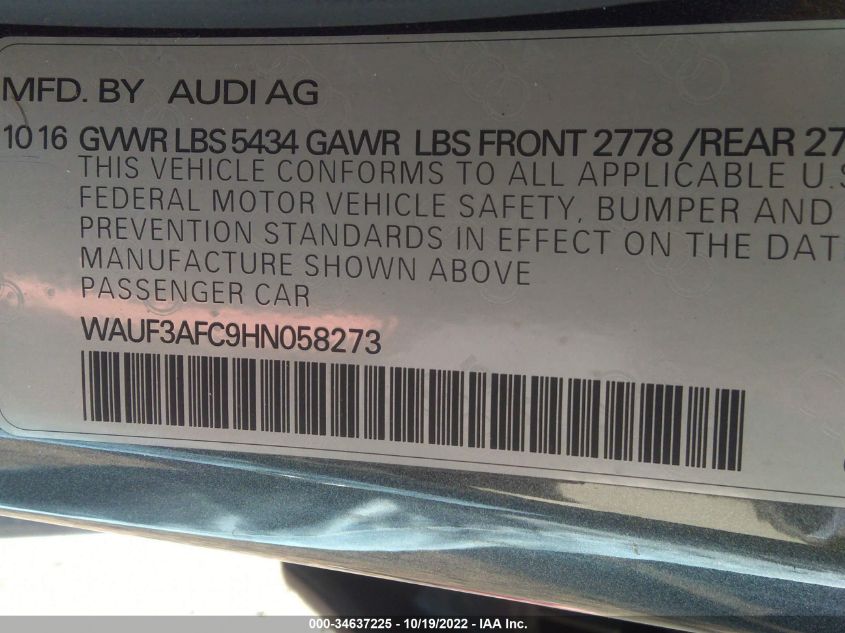 MFD. BY AUDI AG
10 16 GVWR LBS 5434 GAWR LBS FRONT 2778 /REAR 27
THIS VEHICLE CONFORMS TO ALL APPLICABLE U.S
FEDERAL MOTOR VEHICLE SAFETY, BUMPER AND
PREVENTION STANDARDS IN EFFECT ON THE DAT
MANUFACTURE SHOWN ABOVE
PASSENGER CAR
WAUF3AFC9HN058273
000-34637225 - 10/19/2022 - IAA Inc.